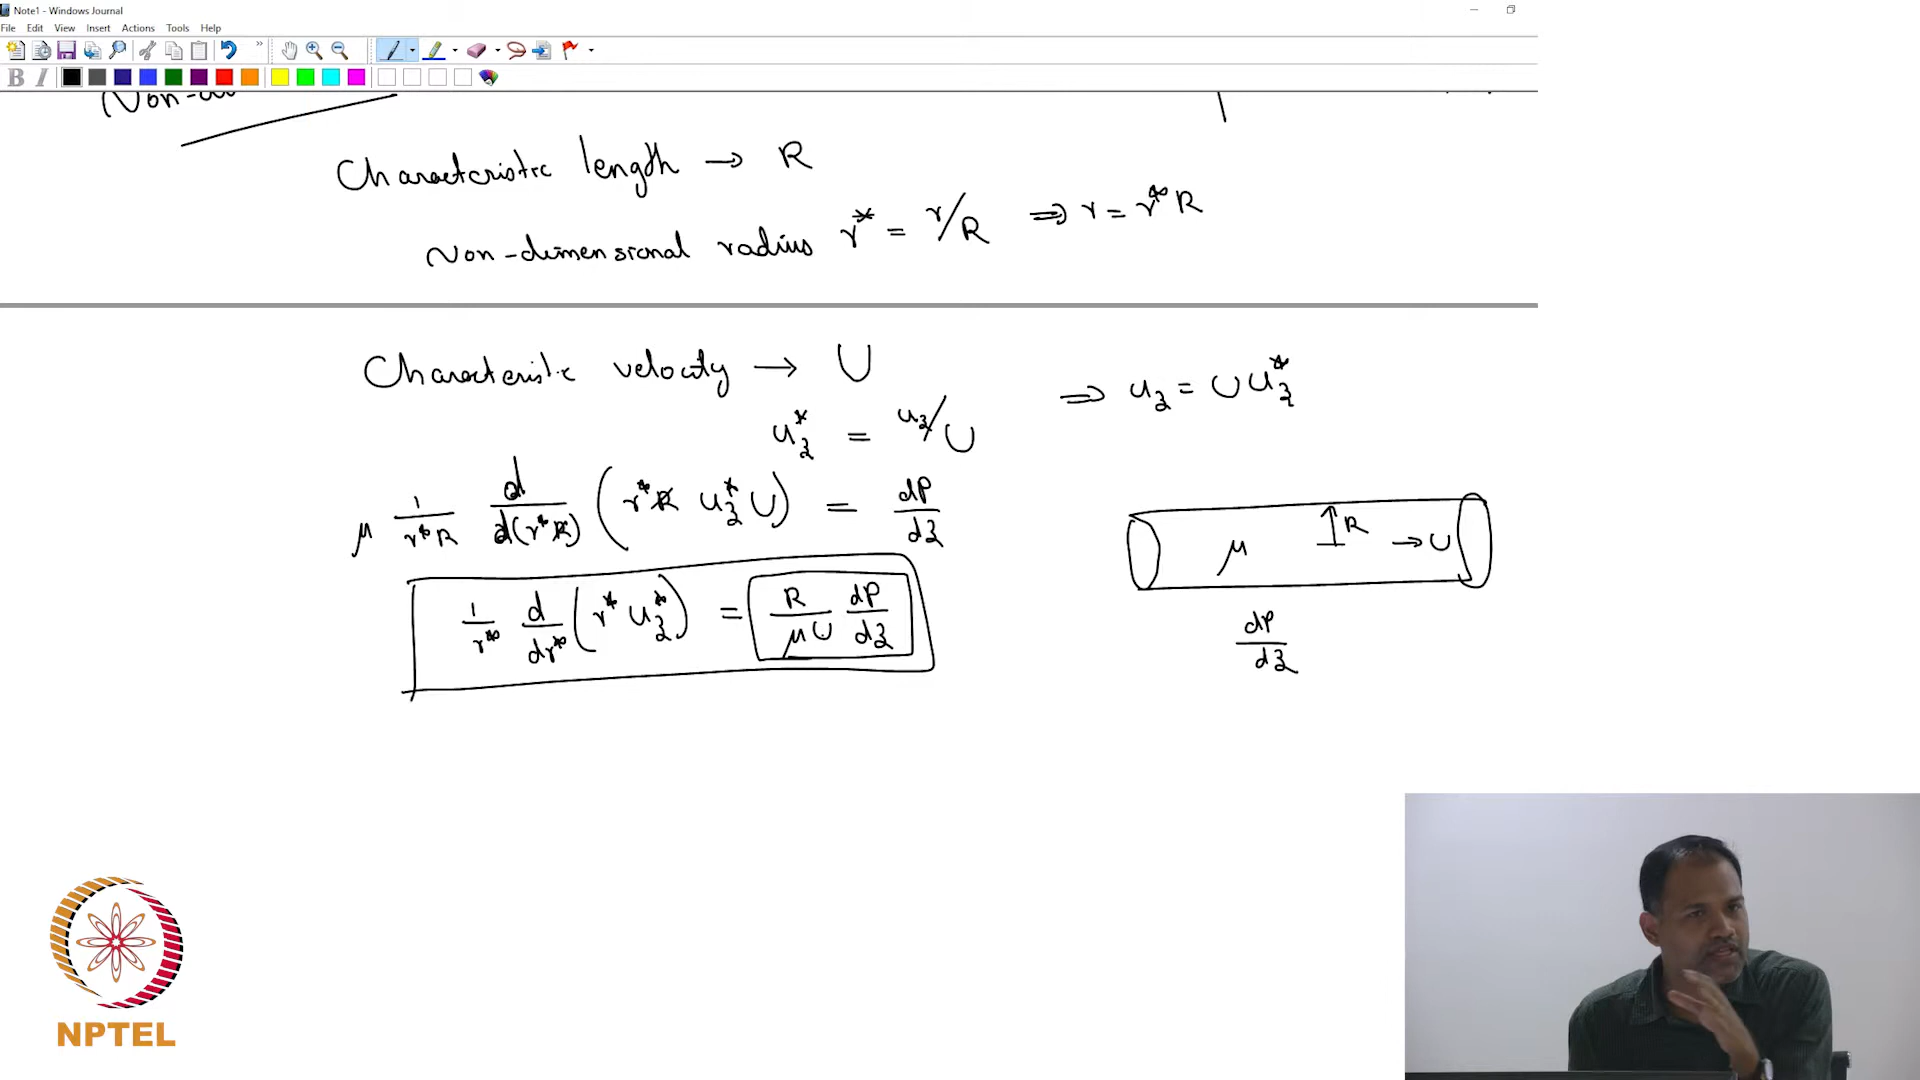 Note1 - Windows Journal
File Edit View Insert Actions Tools Help
B I
Characteristic length → R
Non-dimensional radius r* = r/R ⇒ r = r* R
Characteristic velocity → U ⇒ u_z = U u_z*
u_z* = u_z/U
μ 1/(r* R) d/d(r* R) (r* R u_z* U) = dP/dz
1/r* d/dr* (r* u_z*) = R/(μU) dP/dz
μ R → U
dP/dz
NPTEL